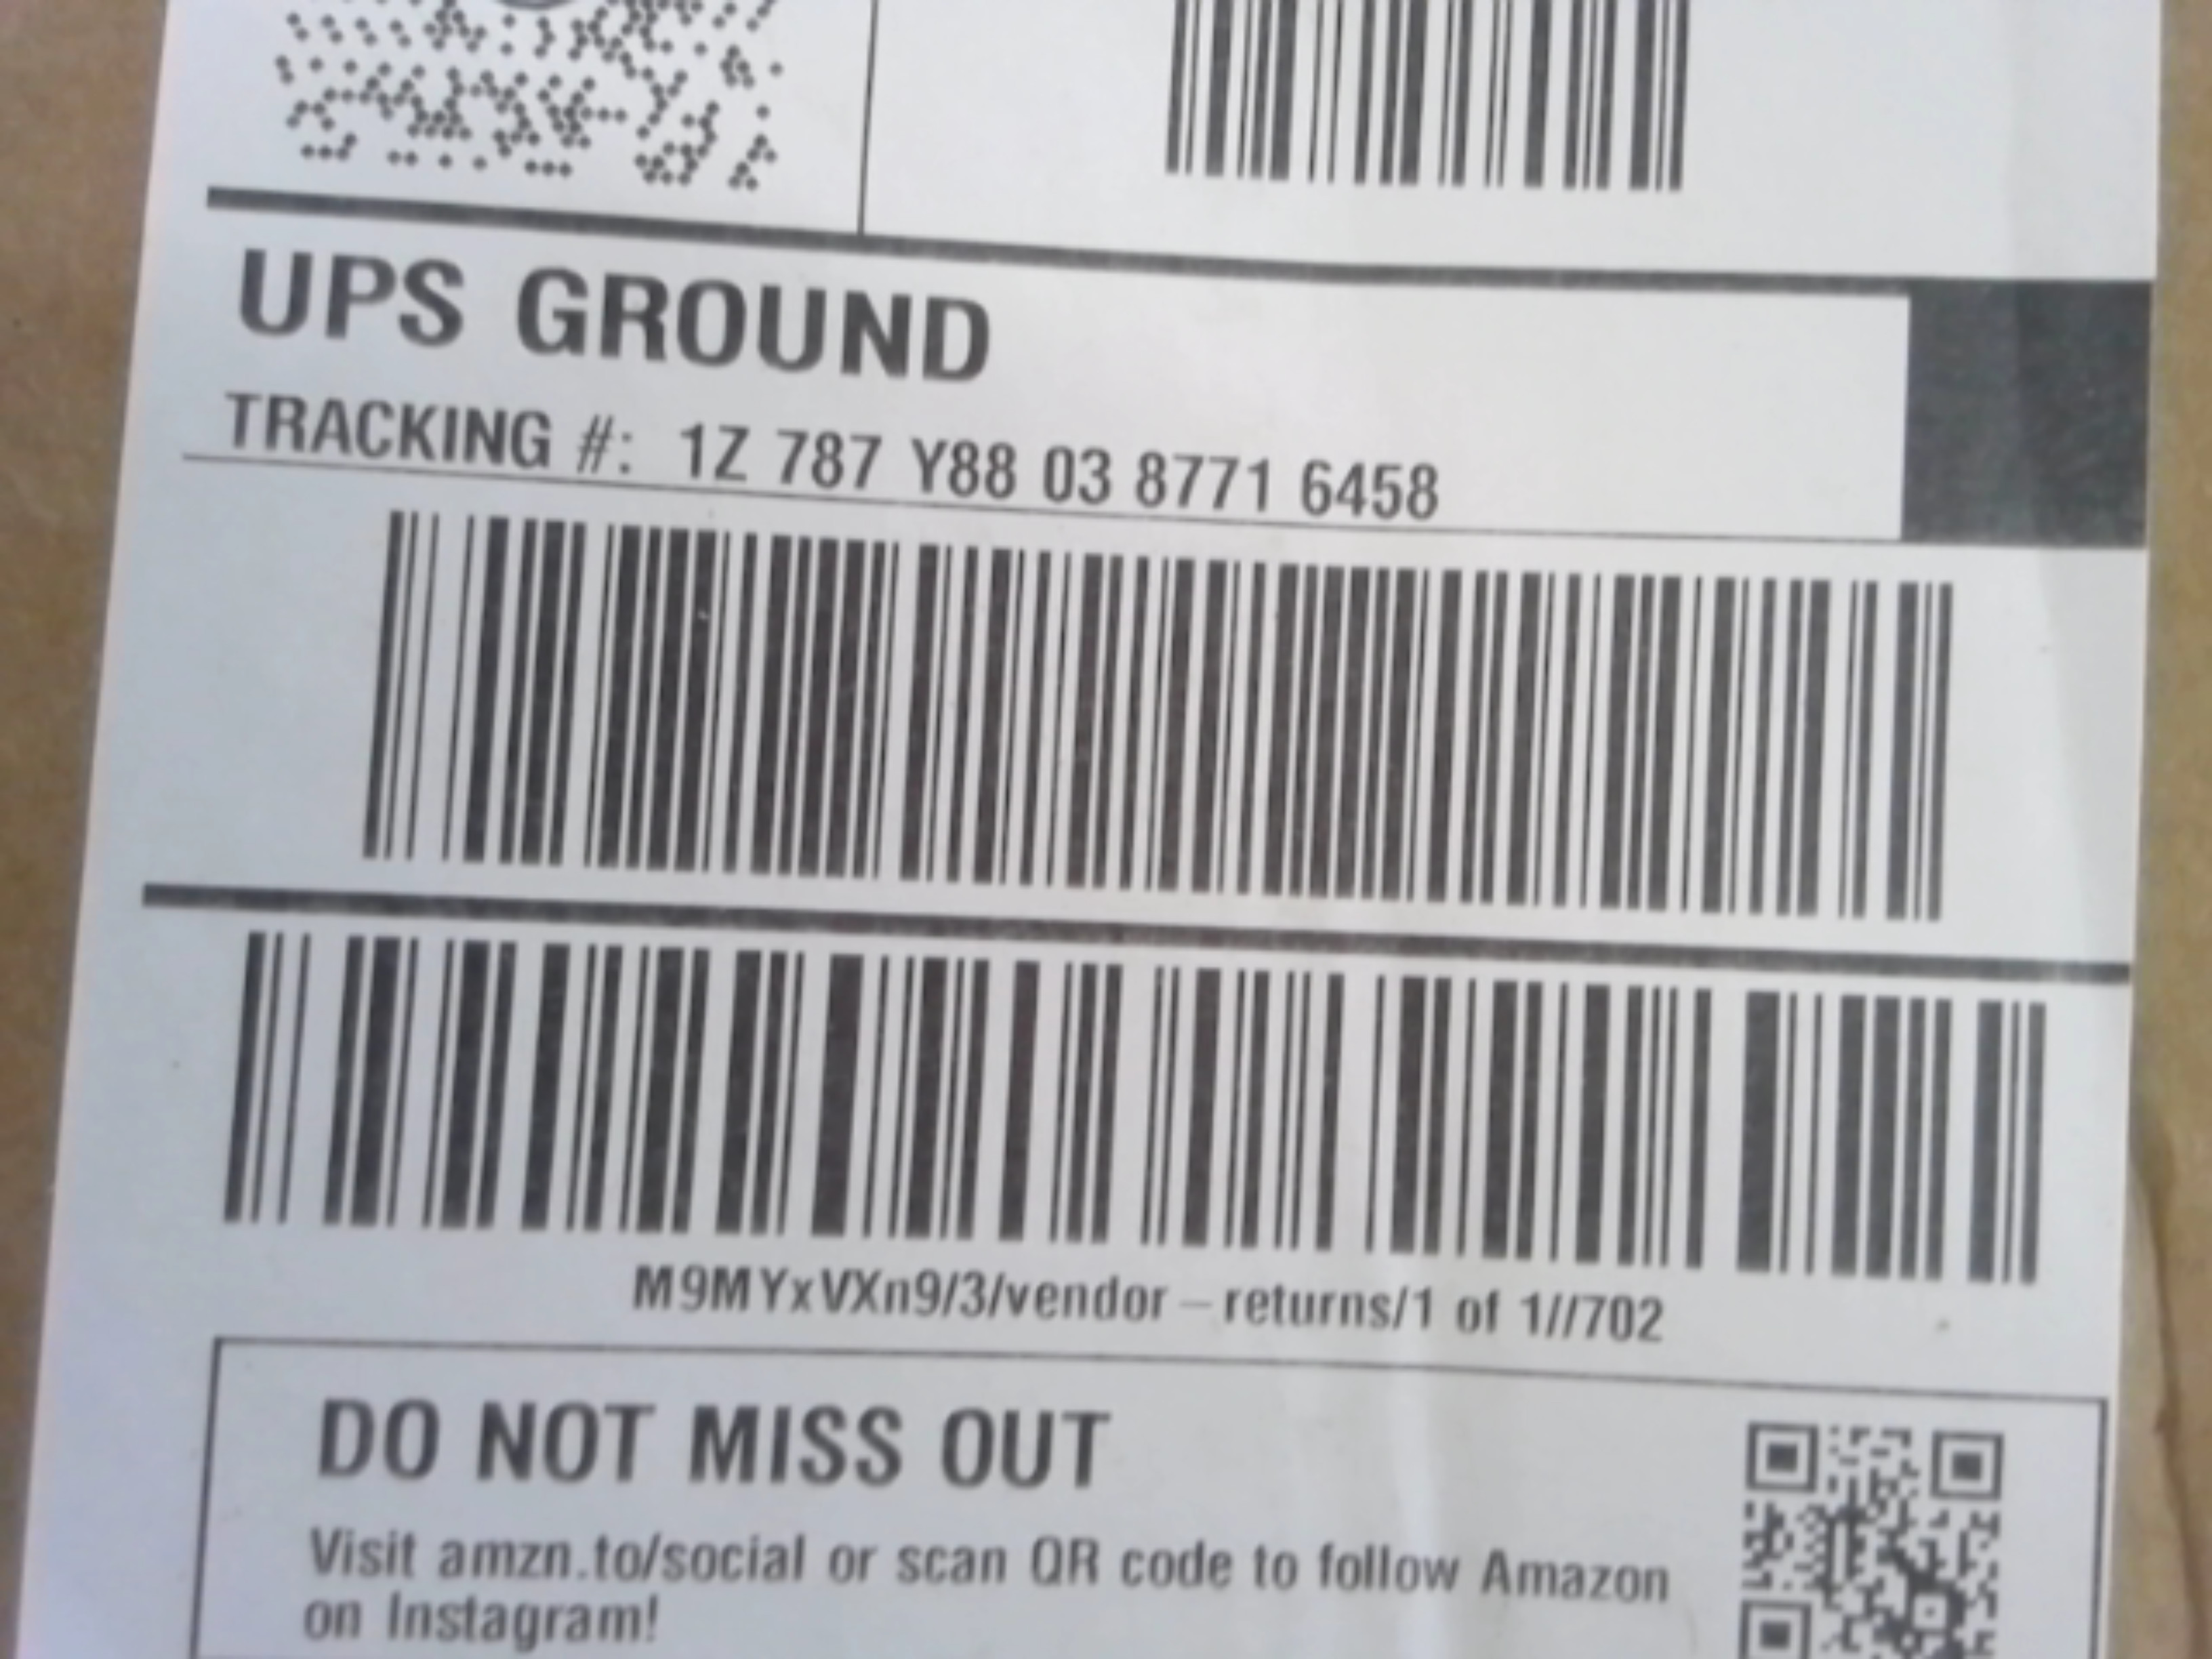 UPS GROUND
TRACKING #: 1Z 787 Y88 03 8771 6458
M9MYxVXn9/3/vendor - returns/1 of 1//702
DO NOT MISS OUT
Visit amzn.to/social or scan QR code to follow Amazon
on Instagram!